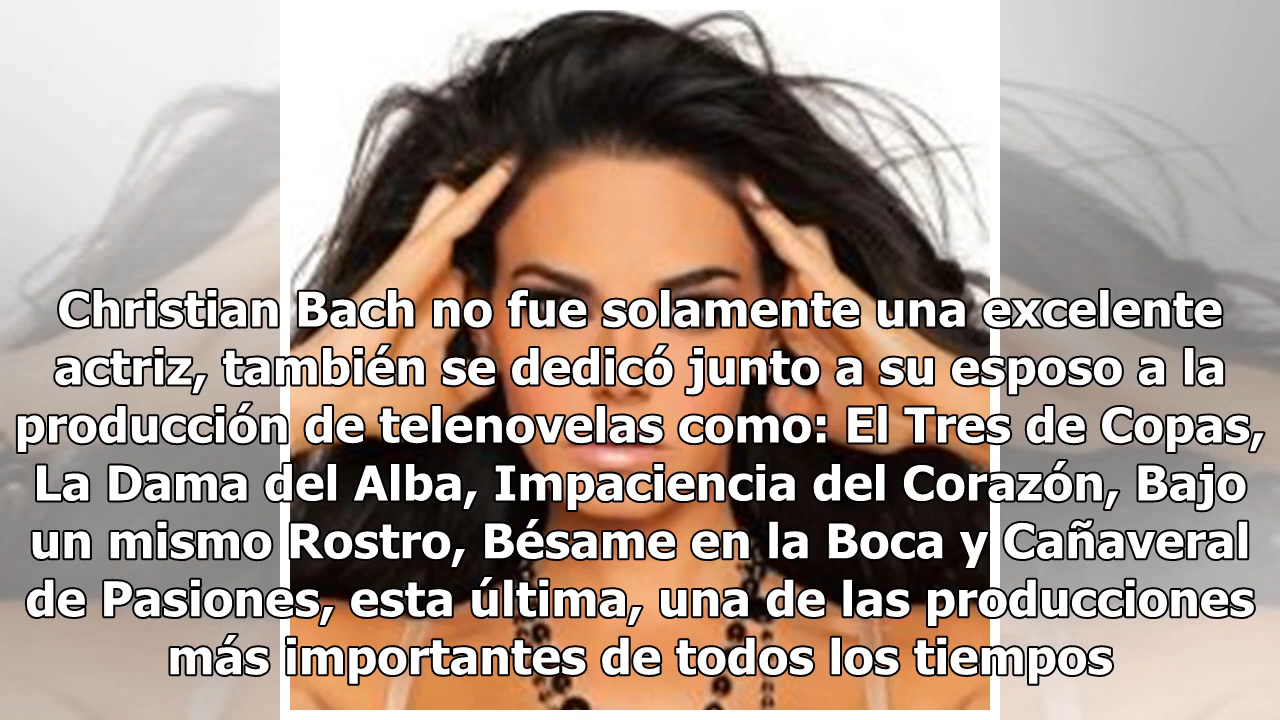 Christian Bach no fue solamente una excelente
actriz, también se dedicó junto a su esposo a la
producción de telenovelas como: El Tres de Copas,
La Dama del Alba, Impaciencia del Corazón, Bajo
un mismo Rostro, Bésame en la Boca y Cañaveral
de Pasiones, esta última, una de las producciones
más importantes de todos los tiempos